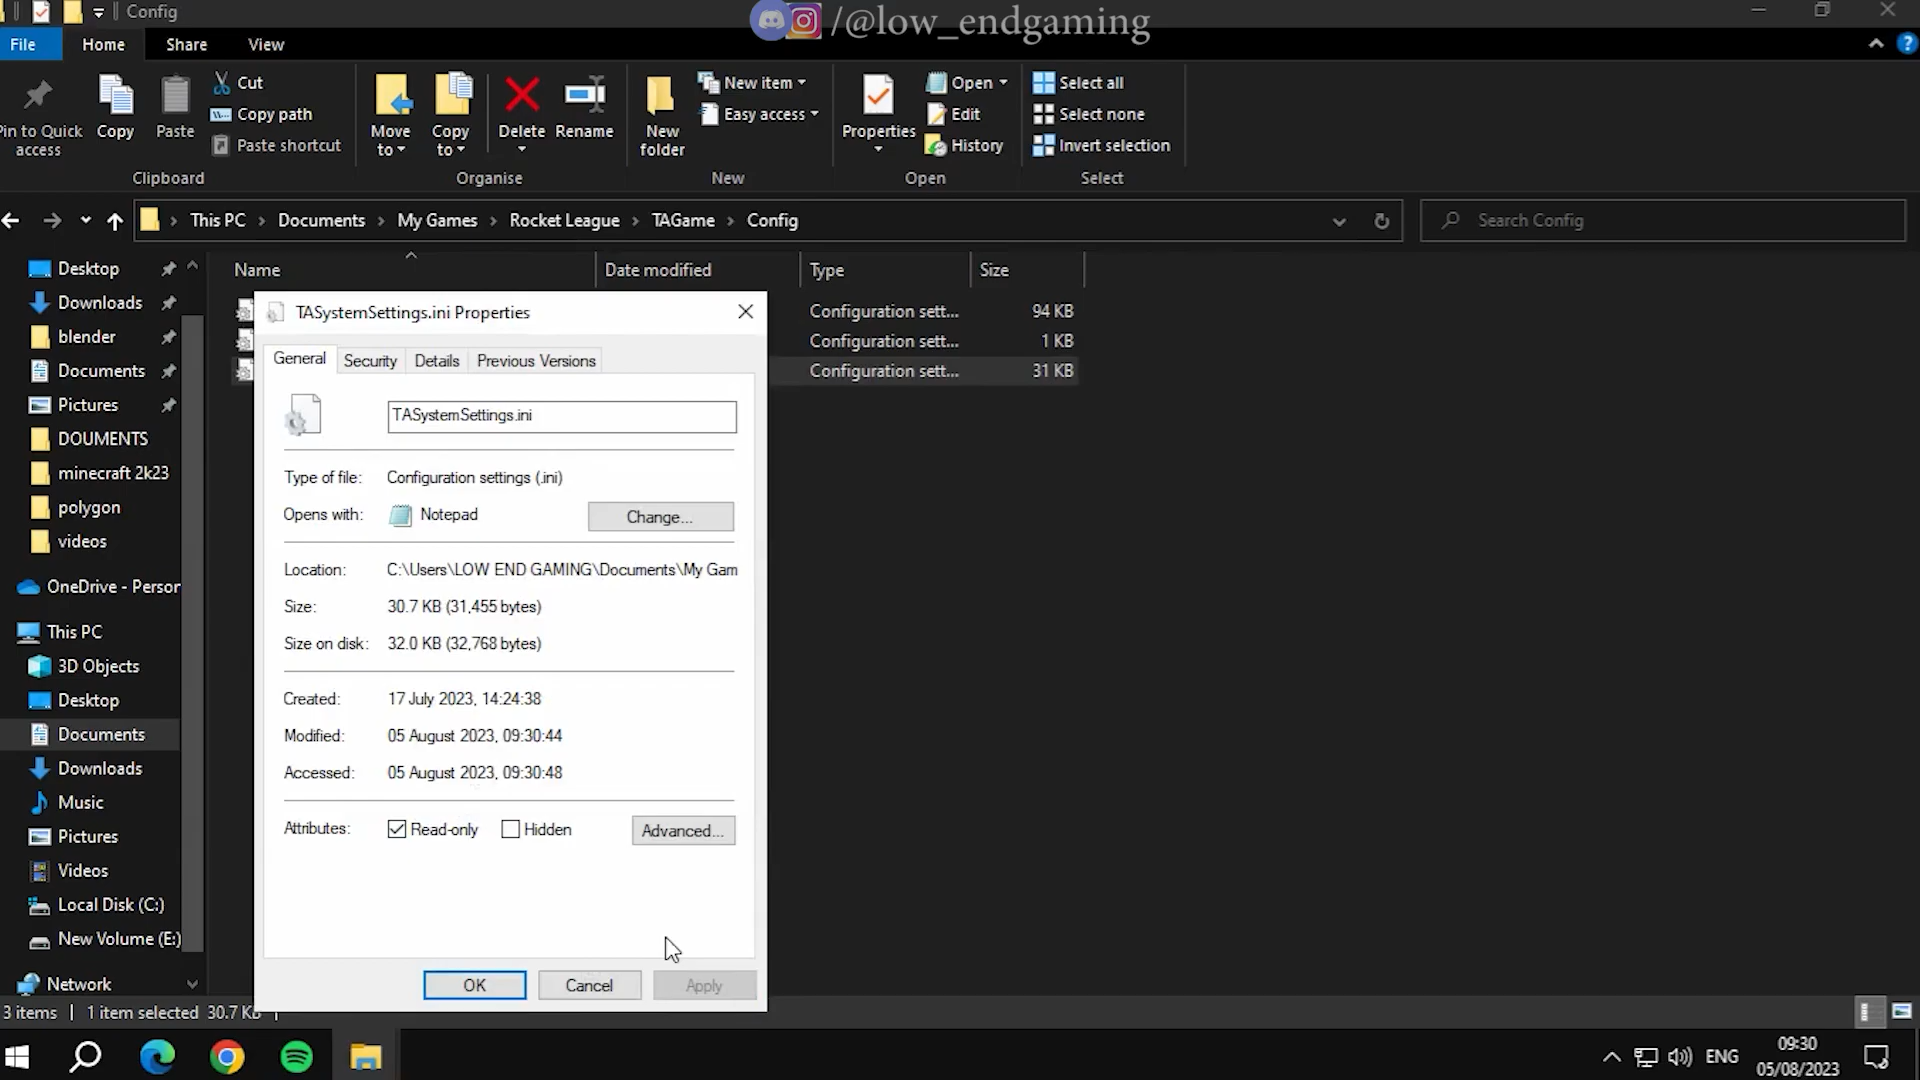 Config
/@low_endgaming
File
Home
Share
View
Pin to Quick access
Copy
Paste
Cut
Copy path
Paste shortcut
Clipboard
Move to
Copy to
Delete
Rename
Organise
New folder
New item
Easy access
New
Properties
Open
Edit
History
Open
Select all
Select none
Invert selection
Select
This PC > Documents > My Games > Rocket League > TAGame > Config
Search Config
Name
Date modified
Type
Size
Configuration sett... 94 KB
Configuration sett... 1 KB
Configuration sett... 31 KB
Desktop
Downloads
blender
Documents
Pictures
DOUMENTS
minecraft 2k23
polygon
videos
OneDrive - Person
This PC
3D Objects
Desktop
Documents
Downloads
Music
Pictures
Videos
Local Disk (C:)
New Volume (E:)
Network
TASystemSettings.ini Properties
General
Security
Details
Previous Versions
TASystemSettings.ini
Type of file: Configuration settings (.ini)
Opens with: Notepad
Change...
Location: C:\Users\LOW END GAMING\Documents\My Gam
Size: 30.7 KB (31,455 bytes)
Size on disk: 32.0 KB (32,768 bytes)
Created: 17 July 2023, 14:24:38
Modified: 05 August 2023, 09:30:44
Accessed: 05 August 2023, 09:30:48
Attributes: Read-only Hidden
Advanced...
OK
Cancel
Apply
3 items
1 item selected 30.7 KB
ENG
09:30
05/08/2023